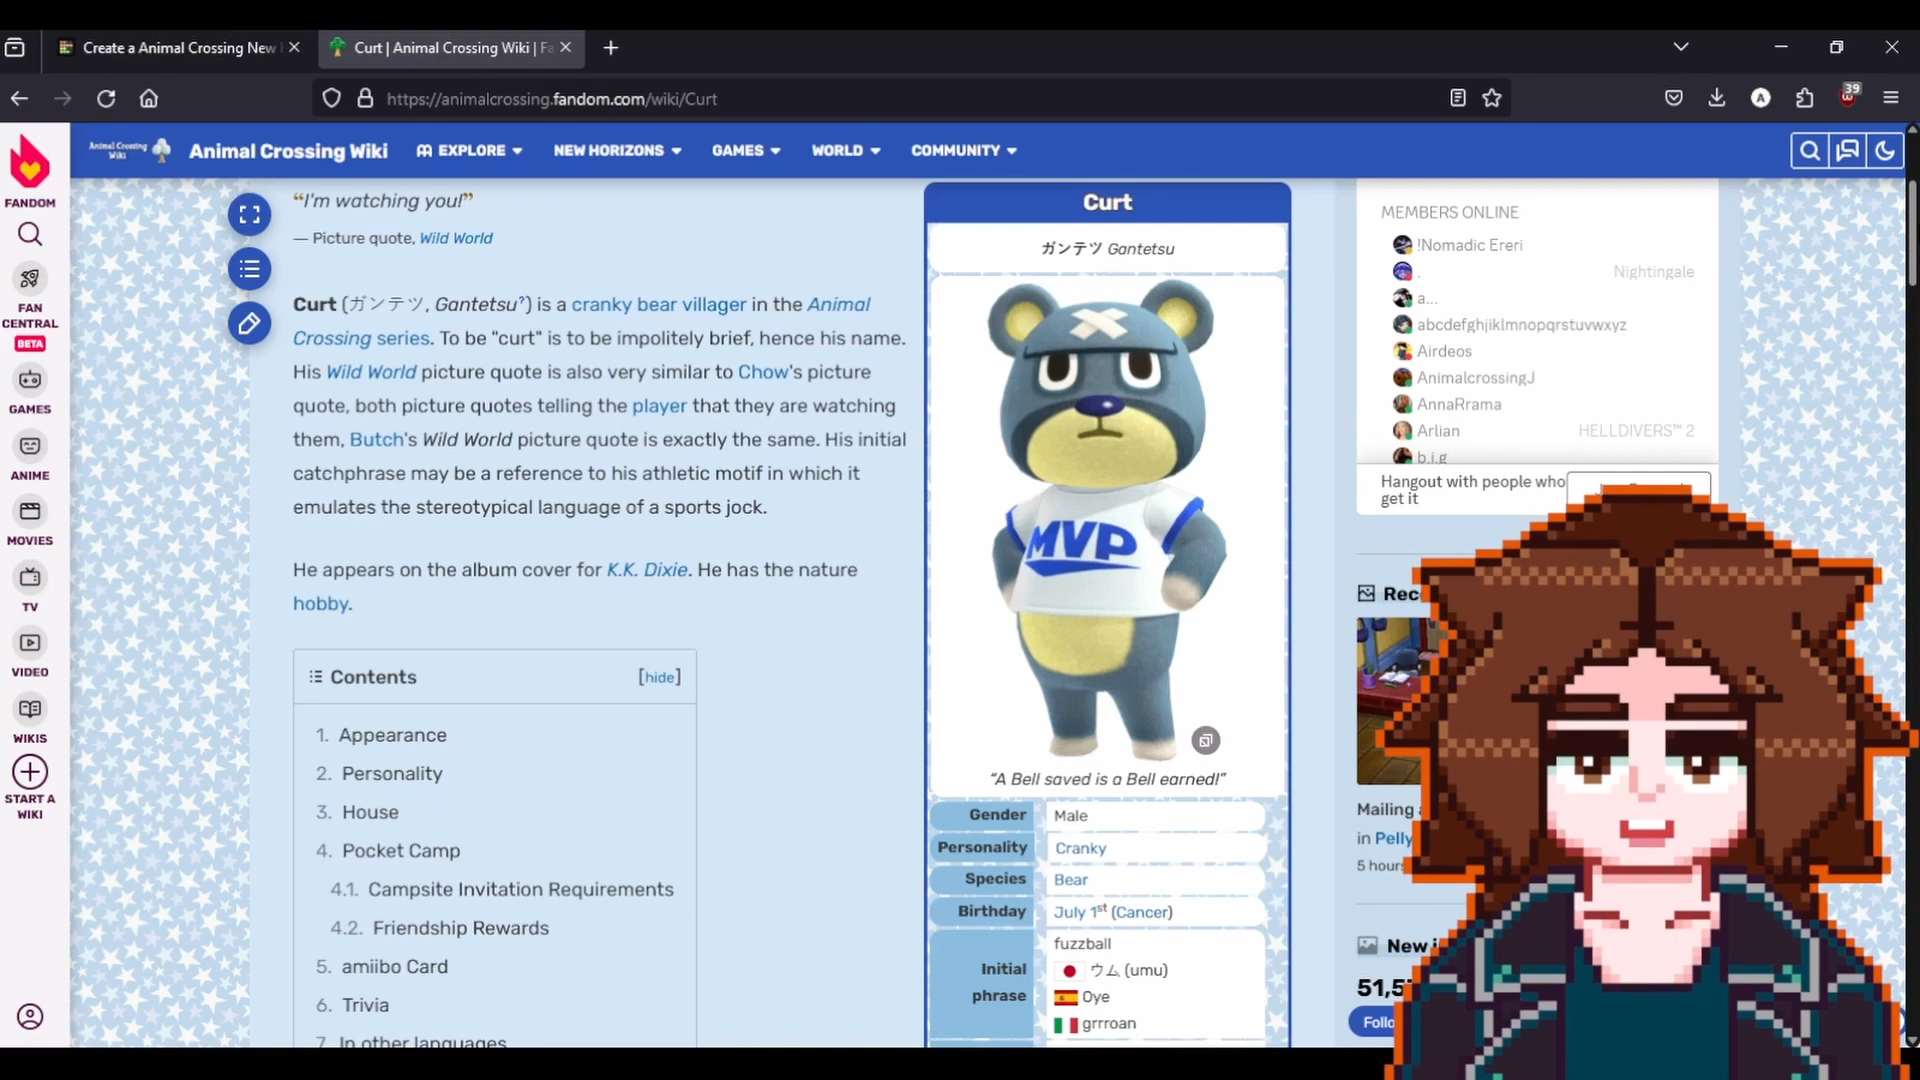 Create a Animal Crossing New
Curt | Animal Crossing Wiki | Fa
https://animalcrossing.fandom.com/wiki/Curt
39
Animal Crossing
Wiki
Animal Crossing Wiki
EXPLORE
NEW HORIZONS
GAMES
WORLD
COMMUNITY
FANDOM
FAN
CENTRAL
BETA
GAMES
ANIME
MOVIES
TV
VIDEO
WIKIS
START A
WIKI
“I'm watching you!”
— Picture quote, Wild World
Curt (ガンテツ, Gantetsu?) is a cranky bear villager in the Animal
Crossing series. To be "curt" is to be impolitely brief, hence his name.
His Wild World picture quote is also very similar to Chow's picture
quote, both picture quotes telling the player that they are watching
them, Butch's Wild World picture quote is exactly the same. His initial
catchphrase may be a reference to his athletic motif in which it
emulates the stereotypical language of a sports jock.
He appears on the album cover for K.K. Dixie. He has the nature
hobby.
Contents [hide]
1. Appearance
2. Personality
3. House
4. Pocket Camp
4.1. Campsite Invitation Requirements
4.2. Friendship Rewards
5. amiibo Card
6. Trivia
7. In other languages
Curt
ガンテツ Gantetsu
MVP
“A Bell saved is a Bell earned!”
Gender Male
Personality Cranky
Species Bear
Birthday July 1st (Cancer)
Initial
phrase
fuzzball
ウム (umu)
Oye
grrroan
MEMBERS ONLINE
!Nomadic Ereri
. Nightingale
a...
abcdefghjiklmnopqrstuvwxyz
Airdeos
AnimalcrossingJ
AnnaRrama
Arlian HELLDIVERS™ 2
b.i.g
Hangout with people who
get it
Rec
Mailing
in Pelly
5 hour
New i
51,5
Follo